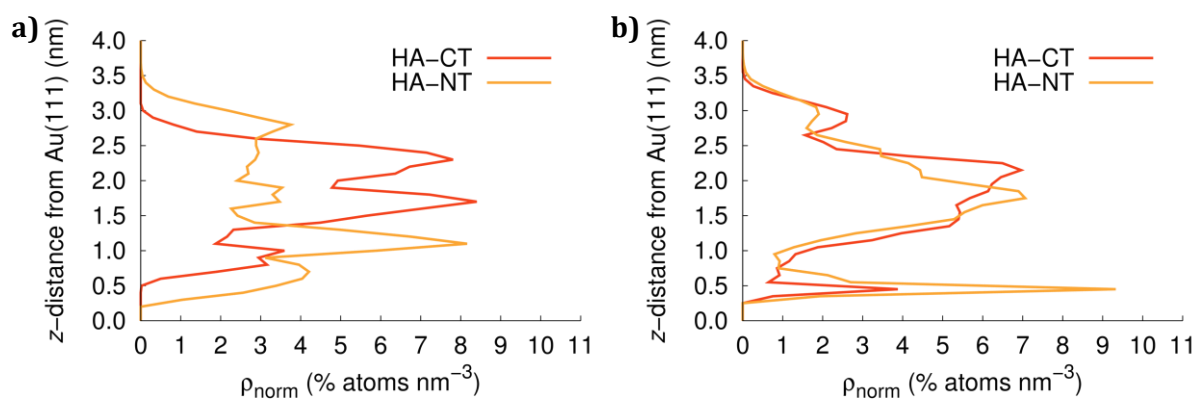 a)
z−distance from Au(111) (nm)
4.0
3.5
3.0
2.5
2.0
1.5
1.0
0.5
0.0
HA−CT
HA−NT
0 1 2 3 4 5 6 7 8 9 10 11
ρnorm (% atoms nm−3)
b)
z−distance from Au(111) (nm)
4.0
3.5
3.0
2.5
2.0
1.5
1.0
0.5
0.0
HA−CT
HA−NT
0 1 2 3 4 5 6 7 8 9 10 11
ρnorm (% atoms nm−3)